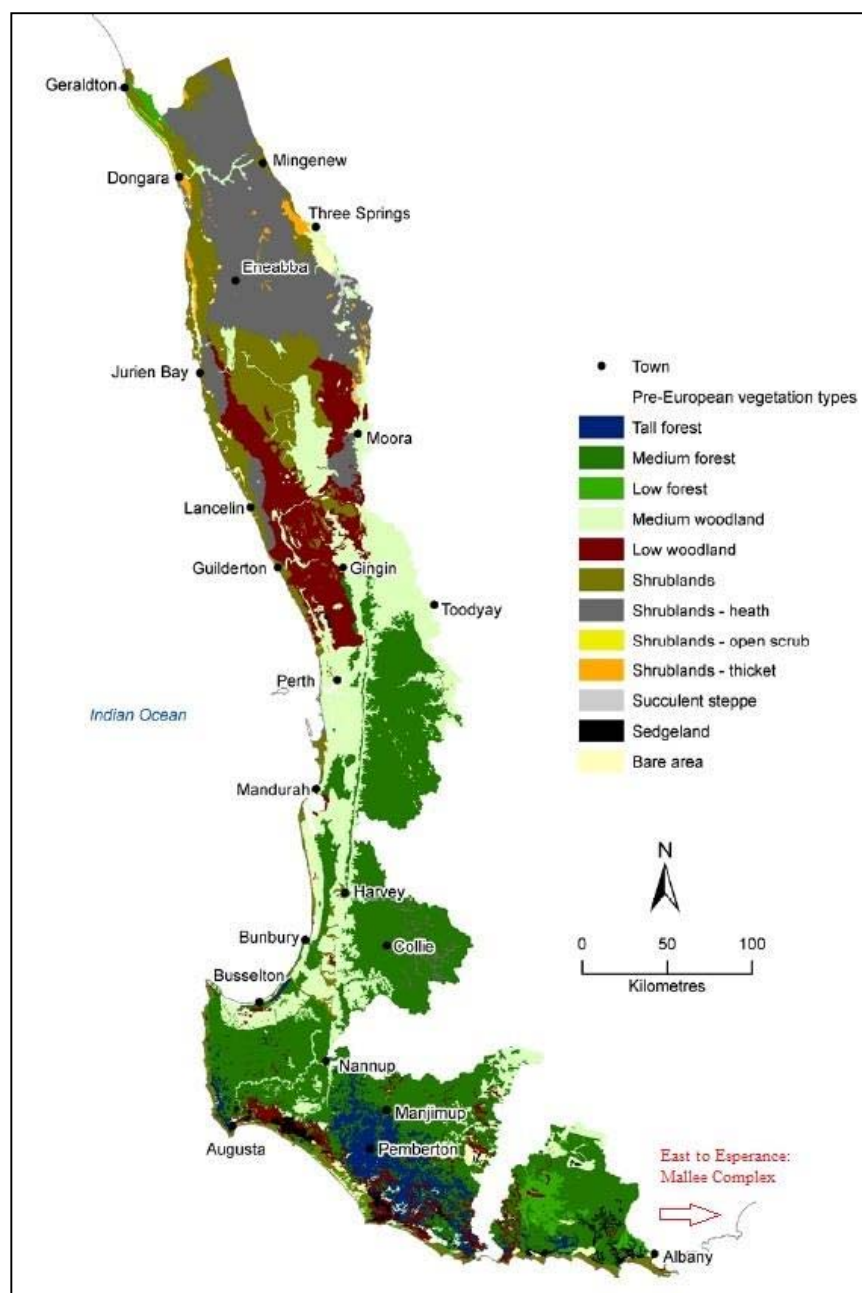 Geraldton
Mingenew
Dongara
Three Springs
Eneabba
Jurien Bay
Moora
Lancelin
Guilderton
Gingin
Toodyay
Perth
Indian Ocean
Mandurah
Harvey
Bunbury
Collie
Busselton
Nannup
Manjimup
Augusta
Pemberton
Albany
East to Esperance:
Mallee Complex
Town
Pre-European vegetation types
Tall forest
Medium forest
Low forest
Medium woodland
Low woodland
Shrublands
Shrublands - heath
Shrublands - open scrub
Shrublands - thicket
Succulent steppe
Sedgeland
Bare area
N
0 50 100
Kilometres